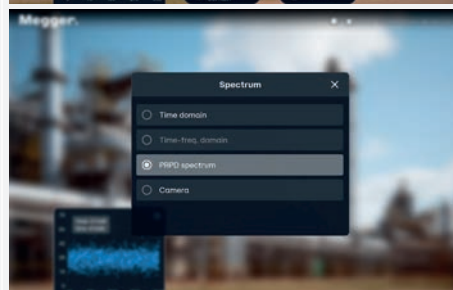 Megger.
Spectrum
Time domain
Time-freq. domain
PRPD spectrum
Camera